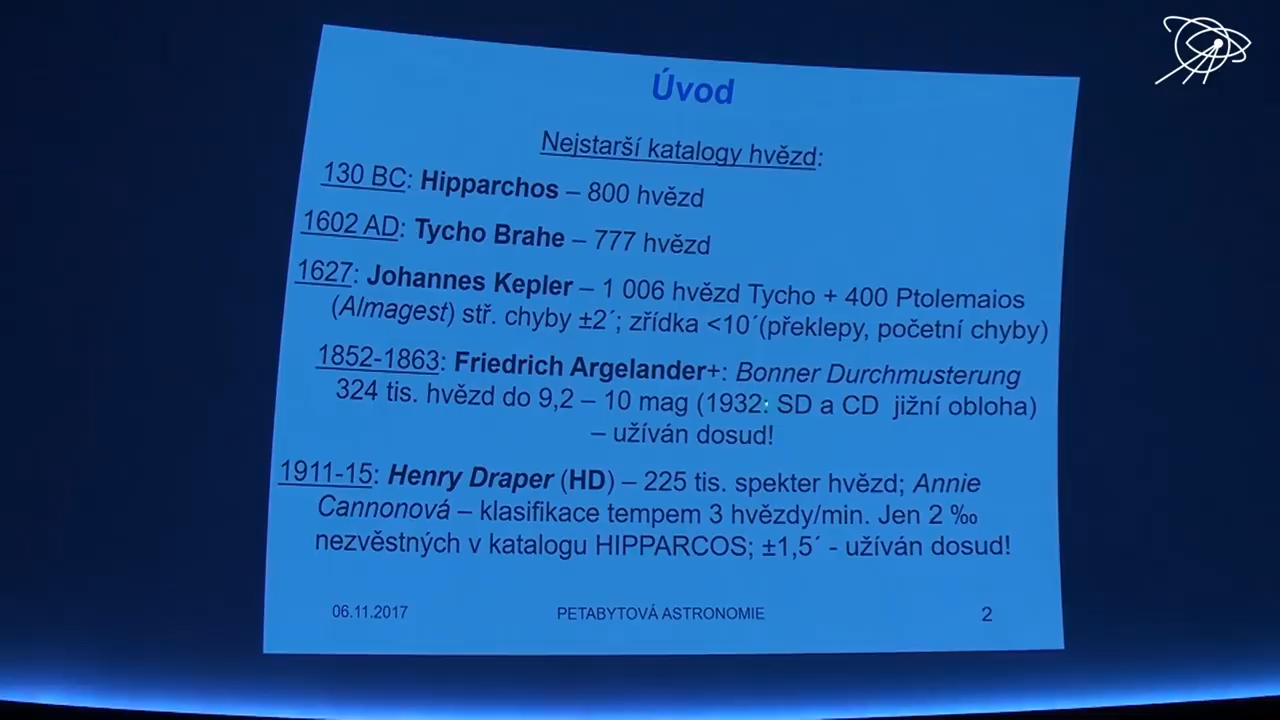 Úvod
Nejstarší katalogy hvězd:
130 BC: Hipparchos – 800 hvězd
1602 AD: Tycho Brahe – 777 hvězd
1627: Johannes Kepler – 1 006 hvězd Tycho + 400 Ptolemaios
(Almagest) stř. chyby ±2´; zřídka <10´(překlepy, početní chyby)
1852-1863: Friedrich Argelander+: Bonner Durchmusterung
324 tis. hvězd do 9,2 – 10 mag (1932: SD a CD jižní obloha)
– užíván dosud!
1911-15: Henry Draper (HD) – 225 tis. spekter hvězd; Annie
Cannonová – klasifikace tempem 3 hvězdy/min. Jen 2 ‰
nezvěstných v katalogu HIPPARCOS; ±1,5´ - užíván dosud!
06.11.2017 PETABYTOVÁ ASTRONOMIE 2